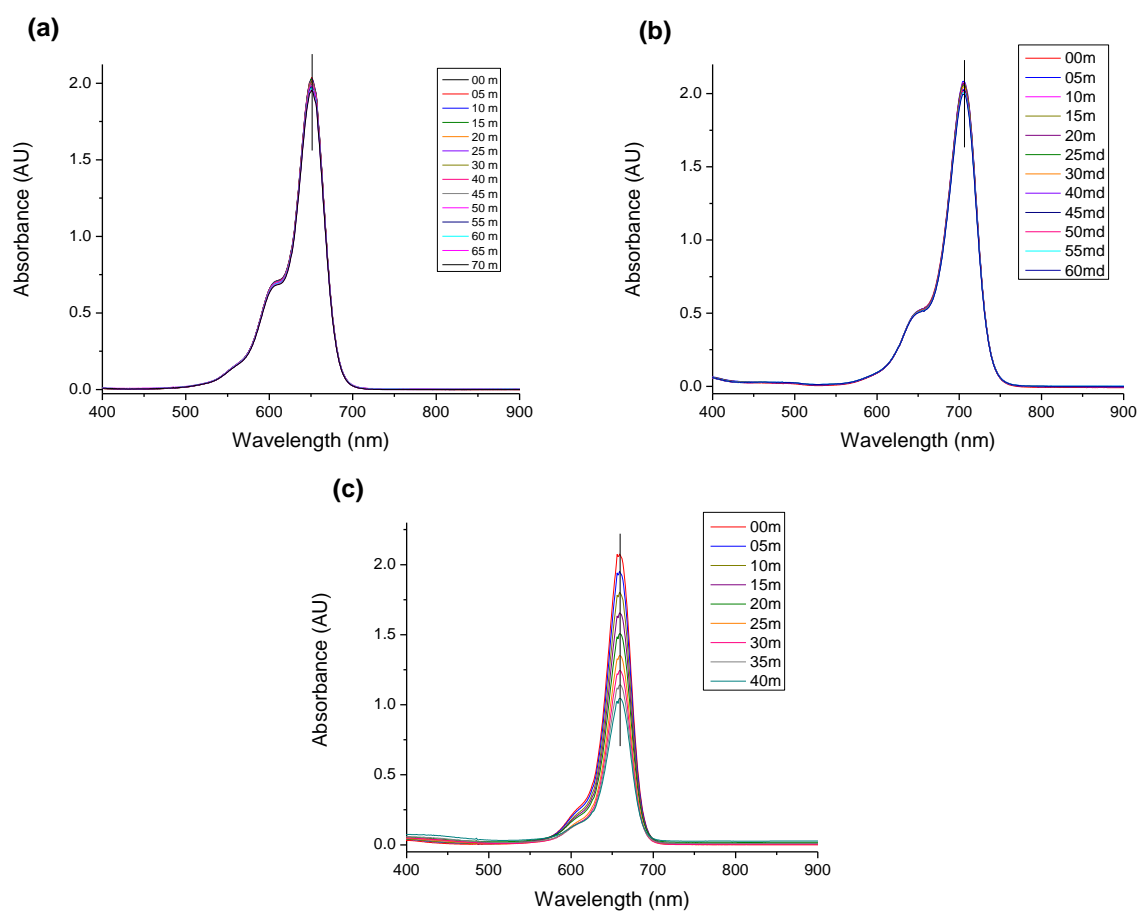 (a)
2.0
1.5
1.0
0.5
0.0
Absorbance (AU)
400 500 600 700 800 900
Wavelength (nm)
00 m
05 m
10 m
15 m
20 m
25 m
30 m
40 m
45 m
50 m
55 m
60 m
65 m
70 m
(b)
2.0
1.5
1.0
0.5
0.0
Absorbance (AU)
400 500 600 700 800 900
Wavelength (nm)
00m
05m
10m
15m
20m
25md
30md
40md
45md
50md
55md
60md
(c)
2.0
1.5
1.0
0.5
0.0
Absorbance (AU)
400 500 600 700 800 900
Wavelength (nm)
00m
05m
10m
15m
20m
25m
30m
35m
40m